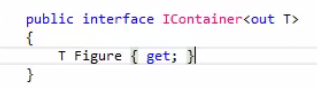 public interface IContainer<out T>
{
T Figure { get; }
}